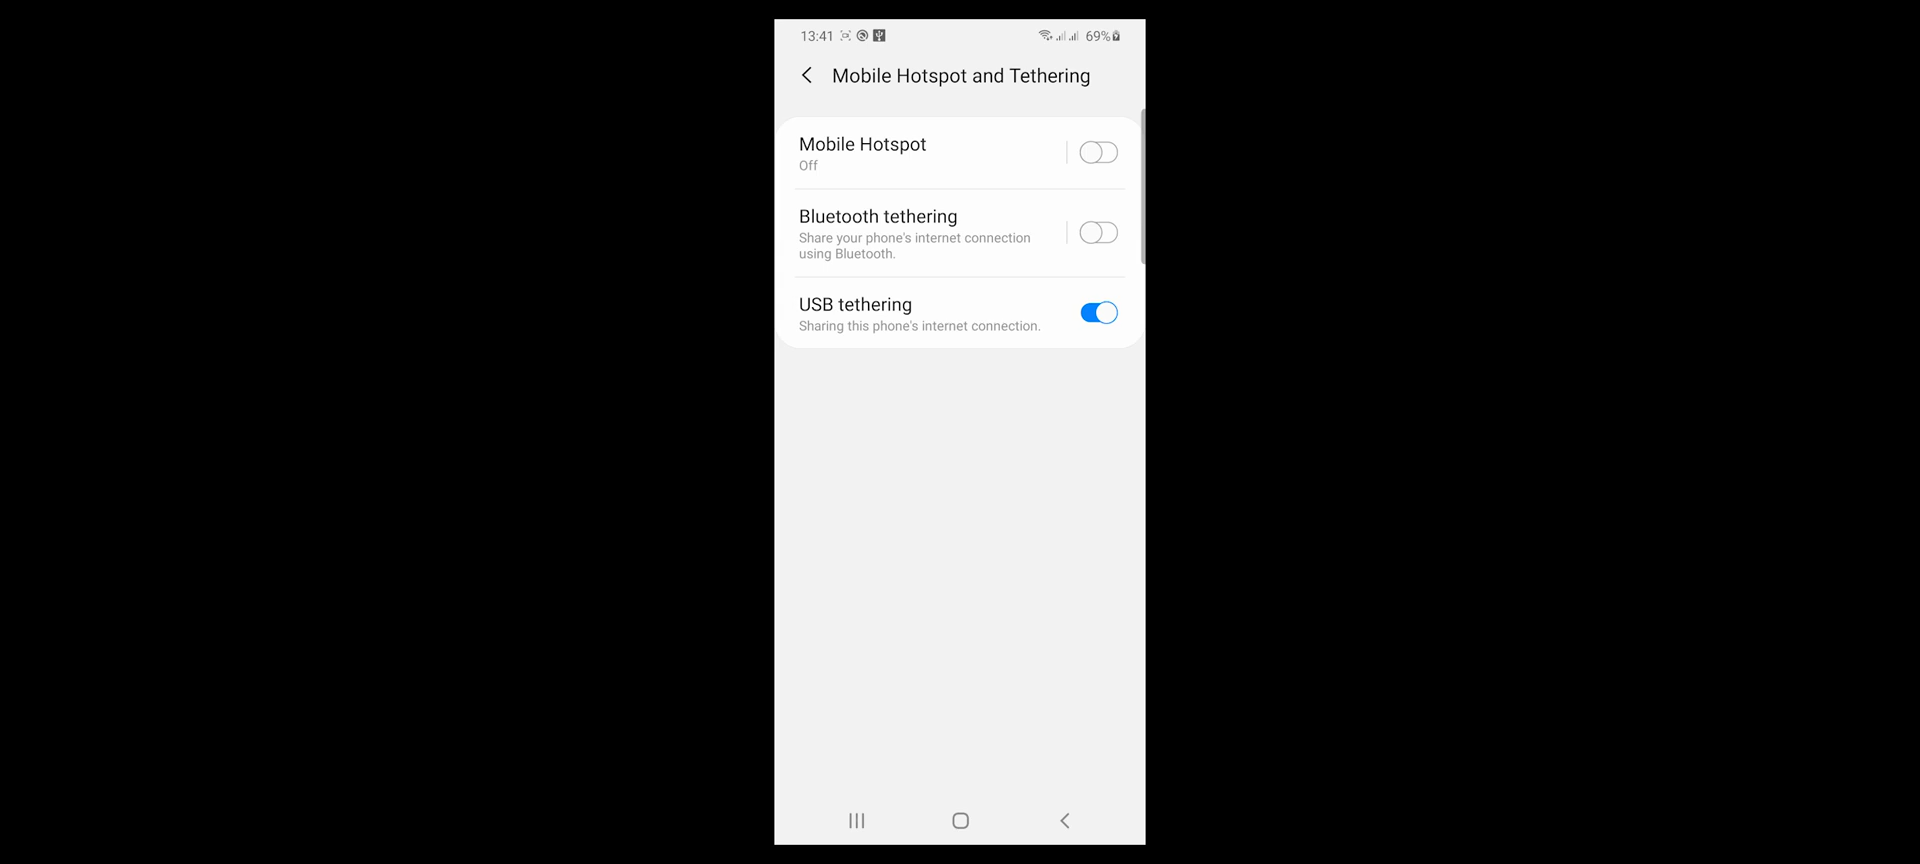 13:41 69%
Mobile Hotspot and Tethering
Mobile Hotspot
Off
Bluetooth tethering
Share your phone's internet connection
using Bluetooth.
USB tethering
Sharing this phone's internet connection.